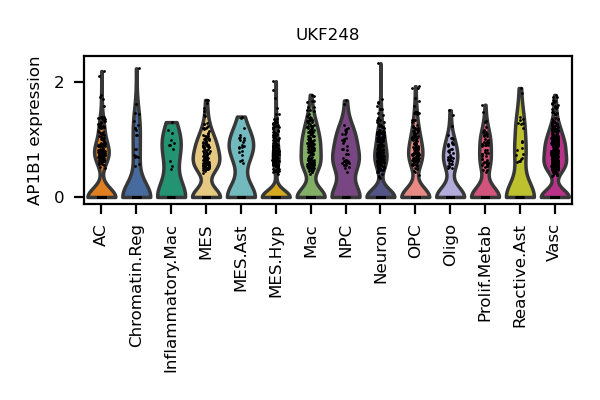 UKF248
AP1B1 expression
2
0
AC
Chromatin.Reg
Inflammatory.Mac
MES
MES.Ast
MES.Hyp
Mac
NPC
Neuron
OPC
Oligo
Prolif.Metab
Reactive.Ast
Vasc